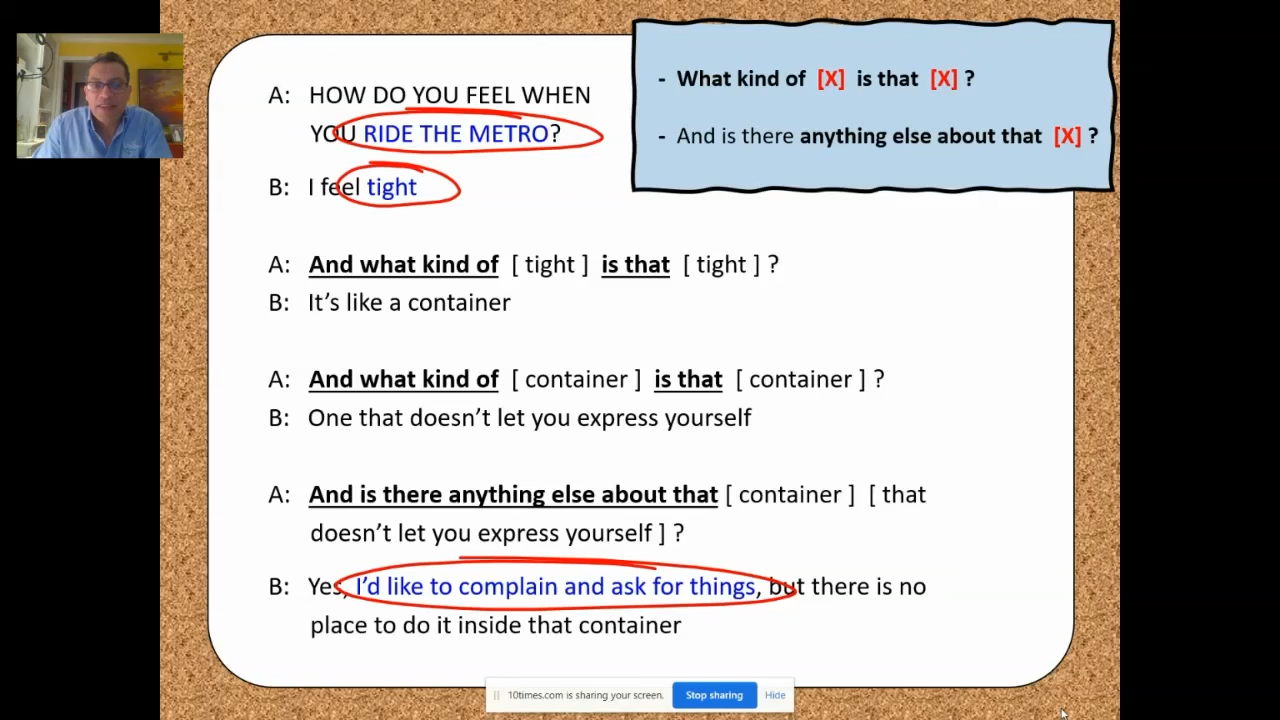 A: HOW DO YOU FEEL WHEN
YOU RIDE THE METRO?
B: I feel tight
A: And what kind of [ tight ] is that [ tight ] ?
B: It's like a container
A: And what kind of [ container ] is that [ container ] ?
B: One that doesn't let you express yourself
A: And is there anything else about that [ container ] [ that
doesn't let you express yourself ] ?
B: Yes, I'd like to complain and ask for things, but there is no
place to do it inside that container
- What kind of [X] is that [X] ?
- And is there anything else about that [X] ?
10times.com is sharing your screen. Stop sharing Hide